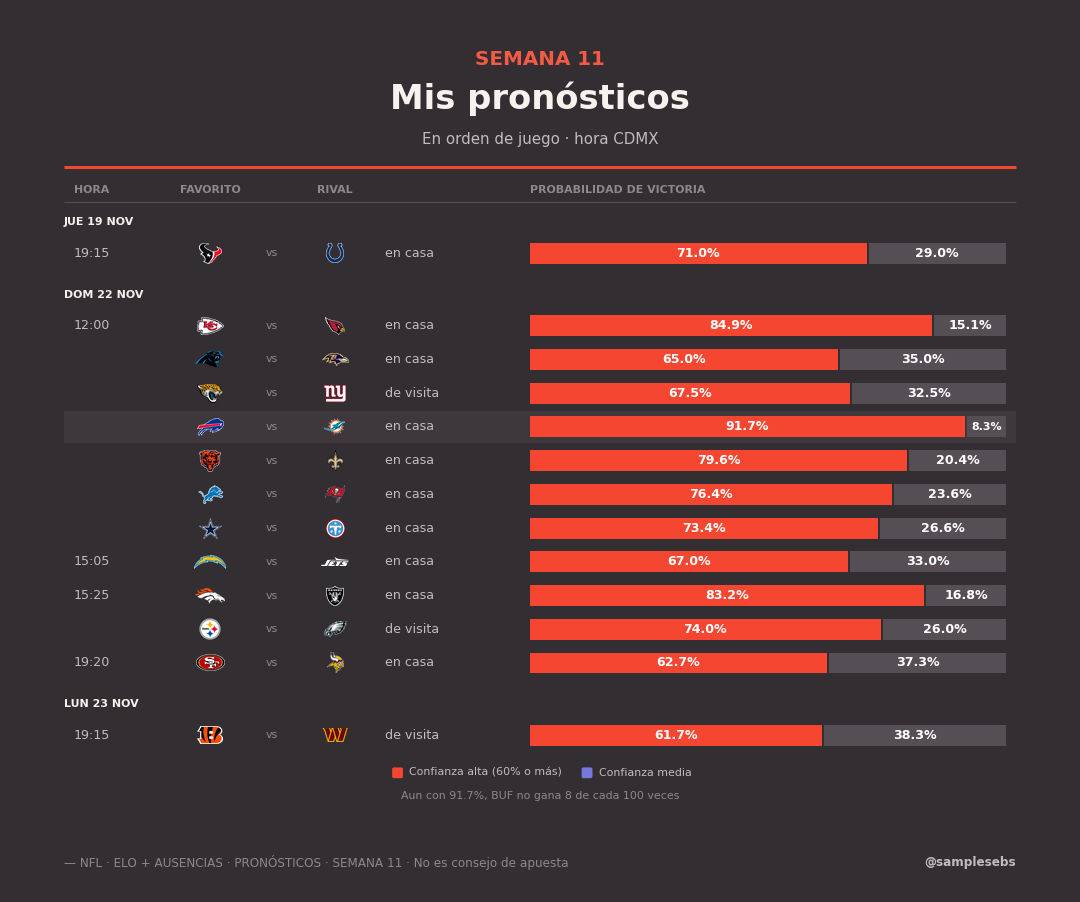 SEMANA 11
Mis pronósticos
En orden de juego · hora CDMX
HORA FAVORITO RIVAL PROBABILIDAD DE VICTORIA
JUE 19 NOV
19:15 vs en casa 71.0% 29.0%
DOM 22 NOV
12:00 KC vs en casa 84.9% 15.1%
vs en casa 65.0% 35.0%
vs ny de visita 67.5% 32.5%
vs en casa 91.7% 8.3%
vs en casa 79.6% 20.4%
vs en casa 76.4% 23.6%
vs T en casa 73.4% 26.6%
15:05 vs JETS en casa 67.0% 33.0%
15:25 vs en casa 83.2% 16.8%
vs de visita 74.0% 26.0%
19:20 SF vs en casa 62.7% 37.3%
LUN 23 NOV
19:15 B vs W de visita 61.7% 38.3%
Confianza alta (60% o más) Confianza media
Aun con 91.7%, BUF no gana 8 de cada 100 veces
— NFL · ELO + AUSENCIAS · PRONÓSTICOS · SEMANA 11 · No es consejo de apuesta @samplesebs